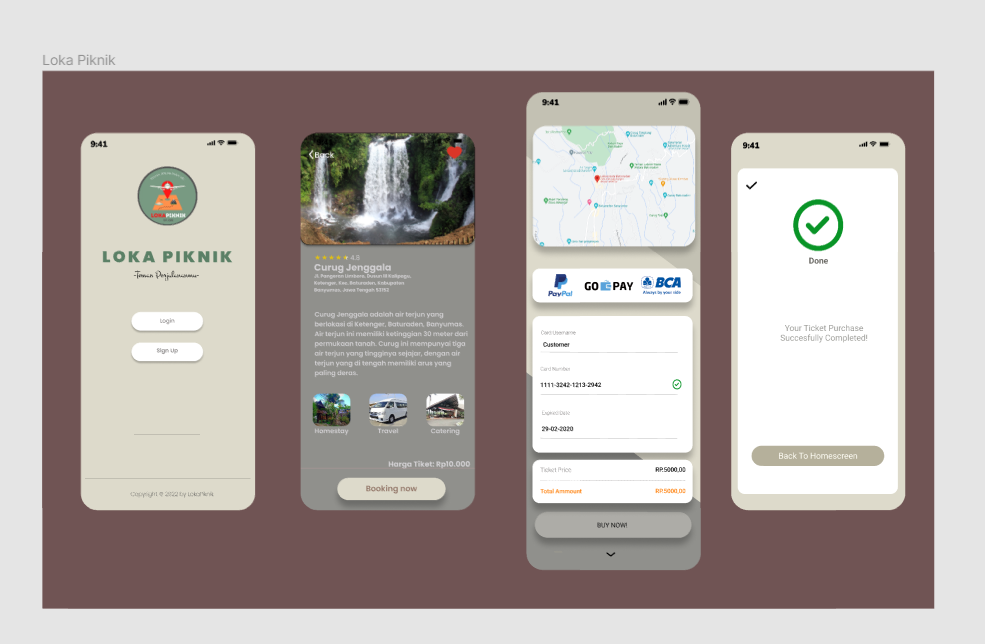 Loka Piknik
9:41
LOKAPIKNIK
LOKA PIKNIK
-Teman Perjalananmu-
Login
Sign Up
Copyright © 2022 by LokaPiknik
Back
4.8
Curug Jenggala
Jl. Pangeran Limboro, Dusun III Kalipagu,
Ketenger, Kec. Baturaden, Kabupaten
Banyumas, Jawa Tengah 53152
Curug Jenggala adalah air terjun yang
berlokasi di Ketenger, Baturaden, Banyumas.
Air terjun ini memiliki ketinggian 30 meter dari
permukaan tanah. Curug ini mempunyai tiga
air terjun yang tingginya sejajar, dengan air
terjun yang di tengah memiliki arus yang
paling deras.
Homestay
Travel
Catering
Harga Tiket: Rp10.000
Booking now
9:41
PayPal
GO PAY
BCA
Always by your side
Card Username
Customer
Card Number
1111-3242-1213-2942
Expired Date
29-02-2020
Ticket Price
RP.5000,00
Total Ammount
RP.5000,00
BUY NOW!
9:41
Done
Your Ticket Purchase
Succesfully Completed!
Back To Homescreen